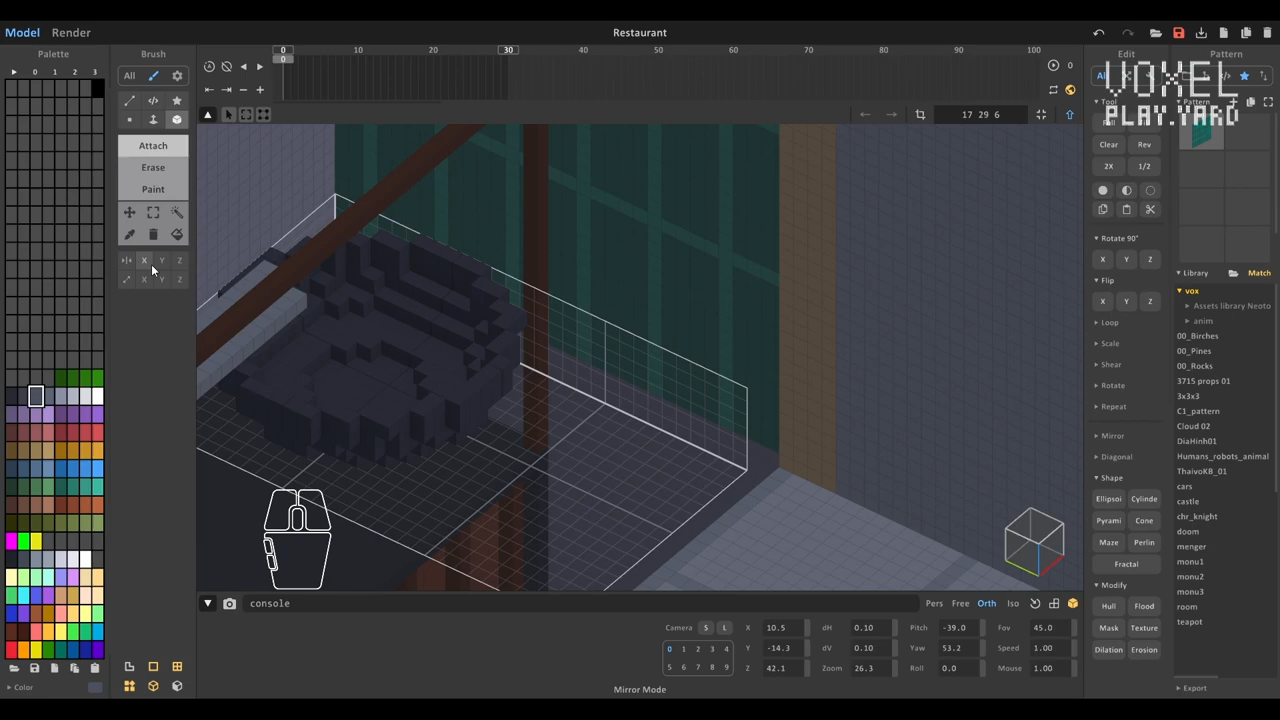 Model Render
Restaurant
Palette
Brush
Edit
Pattern
0 1 2 3
All
0 10 20 30 40 50 60 70 80 90 100
0
0
17 29 6
VOXEL
PLAY.YARD
Attach
Erase
Paint
X Y Z
X Y Z
Tool
Clear Rev
2X 1/2
Rotate 90°
X Y Z
Flip
X Y Z
Loop
Scale
Shear
Rotate
Repeat
Mirror
Diagonal
Shape
Ellipsoi Cylinde
Pyrami Cone
Maze Perlin
Fractal
Modify
Hull Flood
Mask Texture
Dilation Erosion
Pattern
Library Match
vox
Assets library Neoto
anim
00_Birches
00_Pines
00_Rocks
3715 props 01
3x3x3
C1_pattern
Cloud 02
DiaHinh01
Humans_robots_animal
ThaivoKB_01
cars
castle
chr_knight
doom
menger
monu1
monu2
monu3
room
teapot
Export
console
Pers Free Orth Iso
Camera S L X 10.5 dH 0.10 Pitch -39.0 Fov 45.0
0 1 2 3 4 Y -14.3 dV 0.10 Yaw 53.2 Speed 1.00
5 6 7 8 9 Z 42.1 Zoom 26.3 Roll 0.0 Mouse 1.00
Color
Mirror Mode